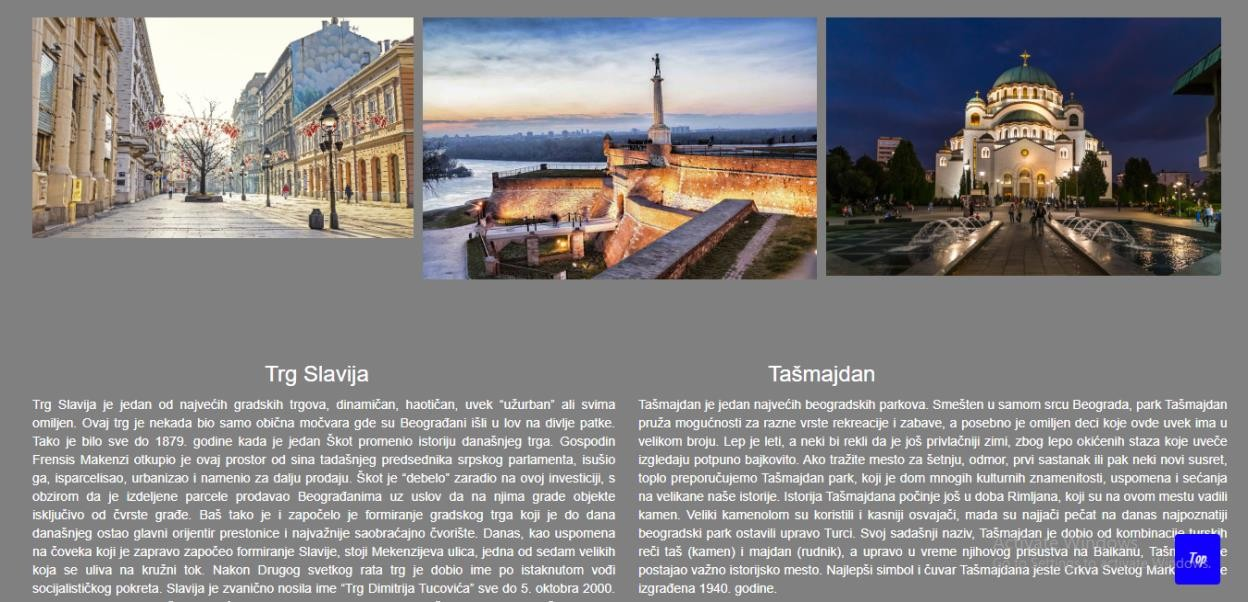 Trg Slavija
Trg Slavija je jedan od najvećih gradskih trgova, dinamičan, haotičan, uvek “užurban” ali svima
omiljen. Ovaj trg je nekada bio samo obična močvara gde su Beograđani išli u lov na divlje patke.
Tako je bilo sve do 1879. godine kada je jedan Škot promenio istoriju današnjeg trga. Gospodin
Frensis Makenzi otkupio je ovaj prostor od sina tadašnjeg predsednika srpskog parlamenta, isušio
ga, isparcelisao, urbanizao i namenio za dalju prodaju. Škot je “debelo” zaradio na ovoj investiciji, s
obzirom da je izdeljene parcele prodavao Beograđanima uz uslov da na njima grade objekte
isključivo od čvrste građe. Baš tako je i započelo je formiranje gradskog trga koji je do dana
današnjeg ostao glavni orijentir prestonice i najvažnije saobraćajno čvorište. Danas, kao uspomena
na čoveka koji je zapravo započeo formiranje Slavije, stoji Mekenzijeva ulica, jedna od sedam velikih
koja se uliva na kružni tok. Nakon Drugog svetkog rata trg je dobio ime po istaknutom vođi
socijalističkog pokreta. Slavija je zvanično nosila ime “Trg Dimitrija Tucovića” sve do 5. oktobra 2000.
Tašmajdan
Tašmajdan je jedan najvećih beogradskih parkova. Smešten u samom srcu Beograda, park Tašmajdan
pruža mogućnosti za razne vrste rekreacije i zabave, a posebno je omiljen deci koje ovde uvek ima u
velikom broju. Lep je leti, a neki bi rekli da je još privlačniji zimi, zbog lepo okićenih staza koje uveče
izgledaju potpuno bajkovito. Ako tražite mesto za šetnju, odmor, prvi sastanak ili pak neki novi susret,
toplo preporučujemo Tašmajdan park, koji je dom mnogih kulturnih znamenitosti, uspomena i sećanja
na velikane naše istorije. Istorija Tašmajdana počinje još u doba Rimljana, koji su na ovom mestu vadili
kamen. Veliki kamenolom su koristili i kasniji osvajači, mada su najjači pečat na danas najpoznatiji
beogradski park ostavili upravo Turci. Svoj sadašnji naziv, Tašmajdan je dobio od kombinacije turskih
reči taš (kamen) i majdan (rudnik), a upravo u vreme njihovog prisustva na Balkanu,
postajao važno istorijsko mesto. Najlepši simbol i čuvar Tašmajdana jeste Crkva Svetog
izgrađena 1940. godine.
Activate Windows
Go to Settings to activate Windows.
Top